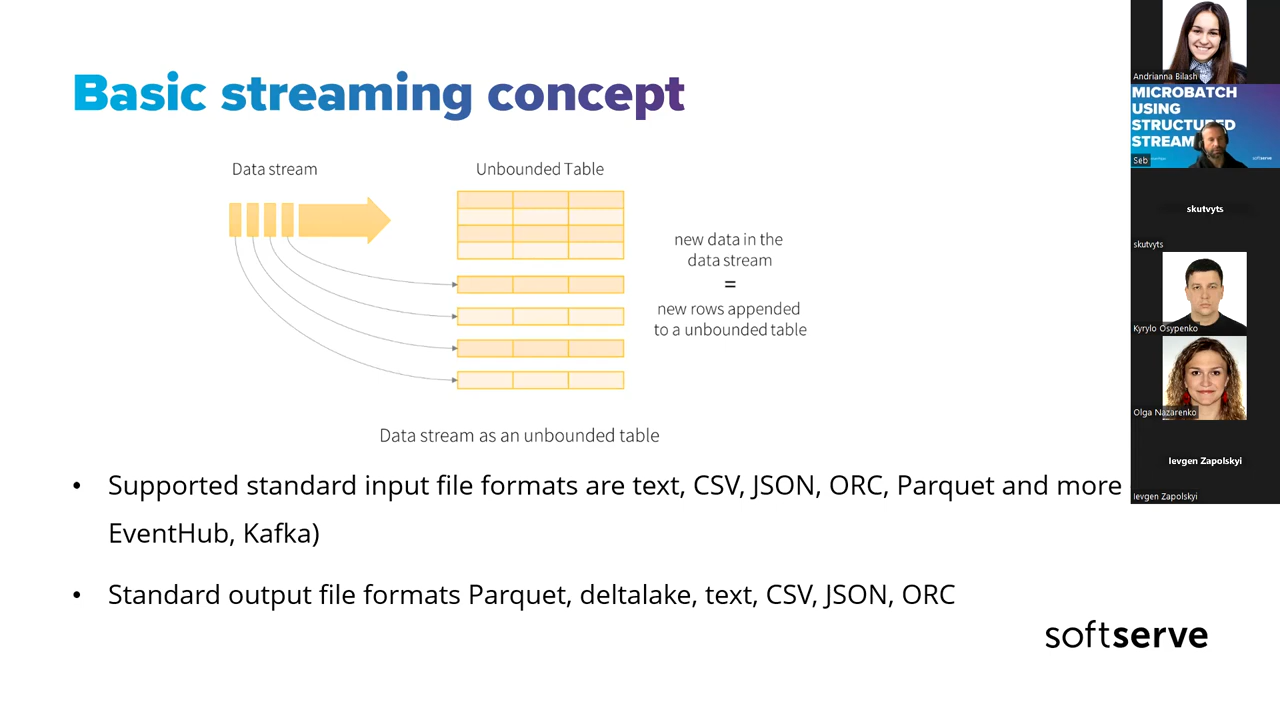 Basic streaming concept
Data stream
Unbounded Table
new data in the
data stream
=
new rows appended
to a unbounded table
Data stream as an unbounded table
• Supported standard input file formats are text, CSV, JSON, ORC, Parquet and more
EventHub, Kafka)
• Standard output file formats Parquet, deltalake, text, CSV, JSON, ORC
softserve
Andrianna Bilash
MICROBATCH
USING
STRUCTURED
STREAM
Seb
skutvyts
skutvyts
Kyrylo Osypenko
Olga Nazarenko
Ievgen Zapolskyi
Ievgen Zapolskyi